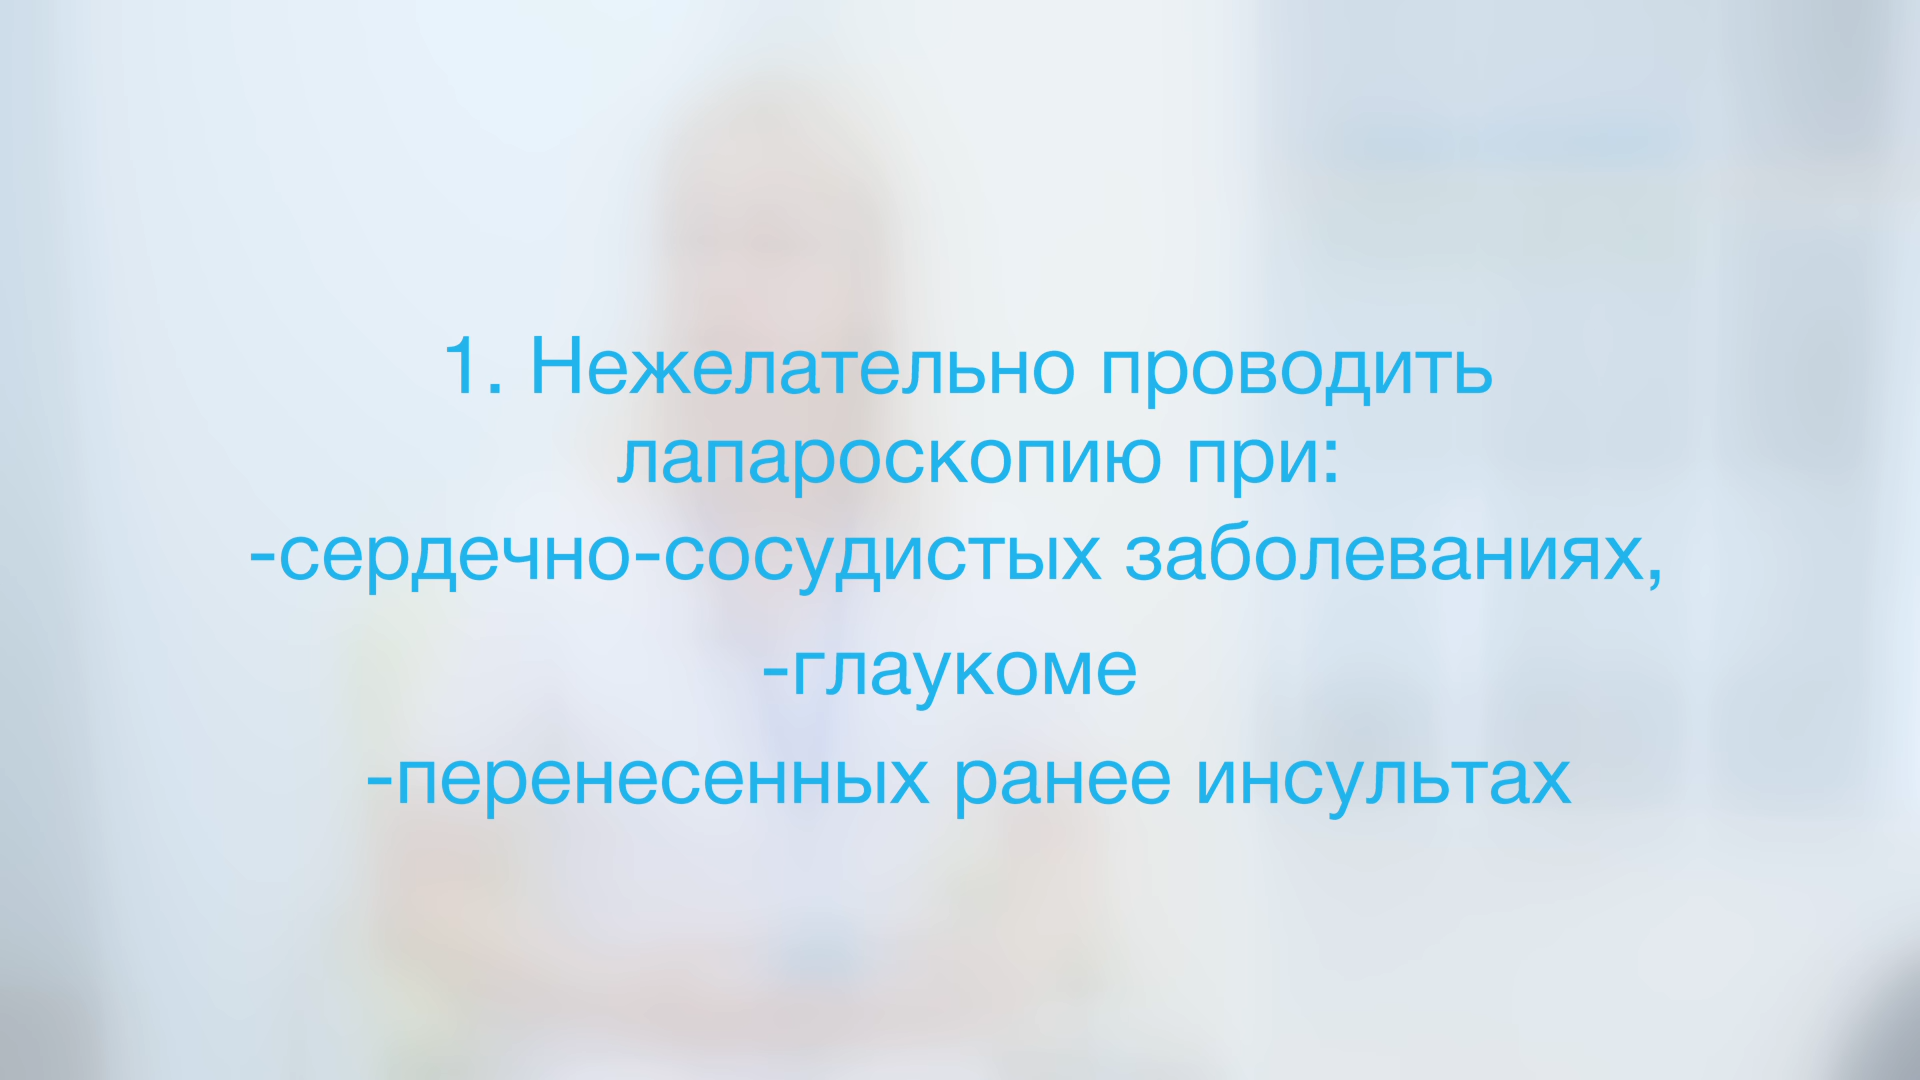 1. Нежелательно проводить
лапароскопию при:
-сердечно-сосудистых заболеваниях,
-глаукоме
-перенесенных ранее инсультах